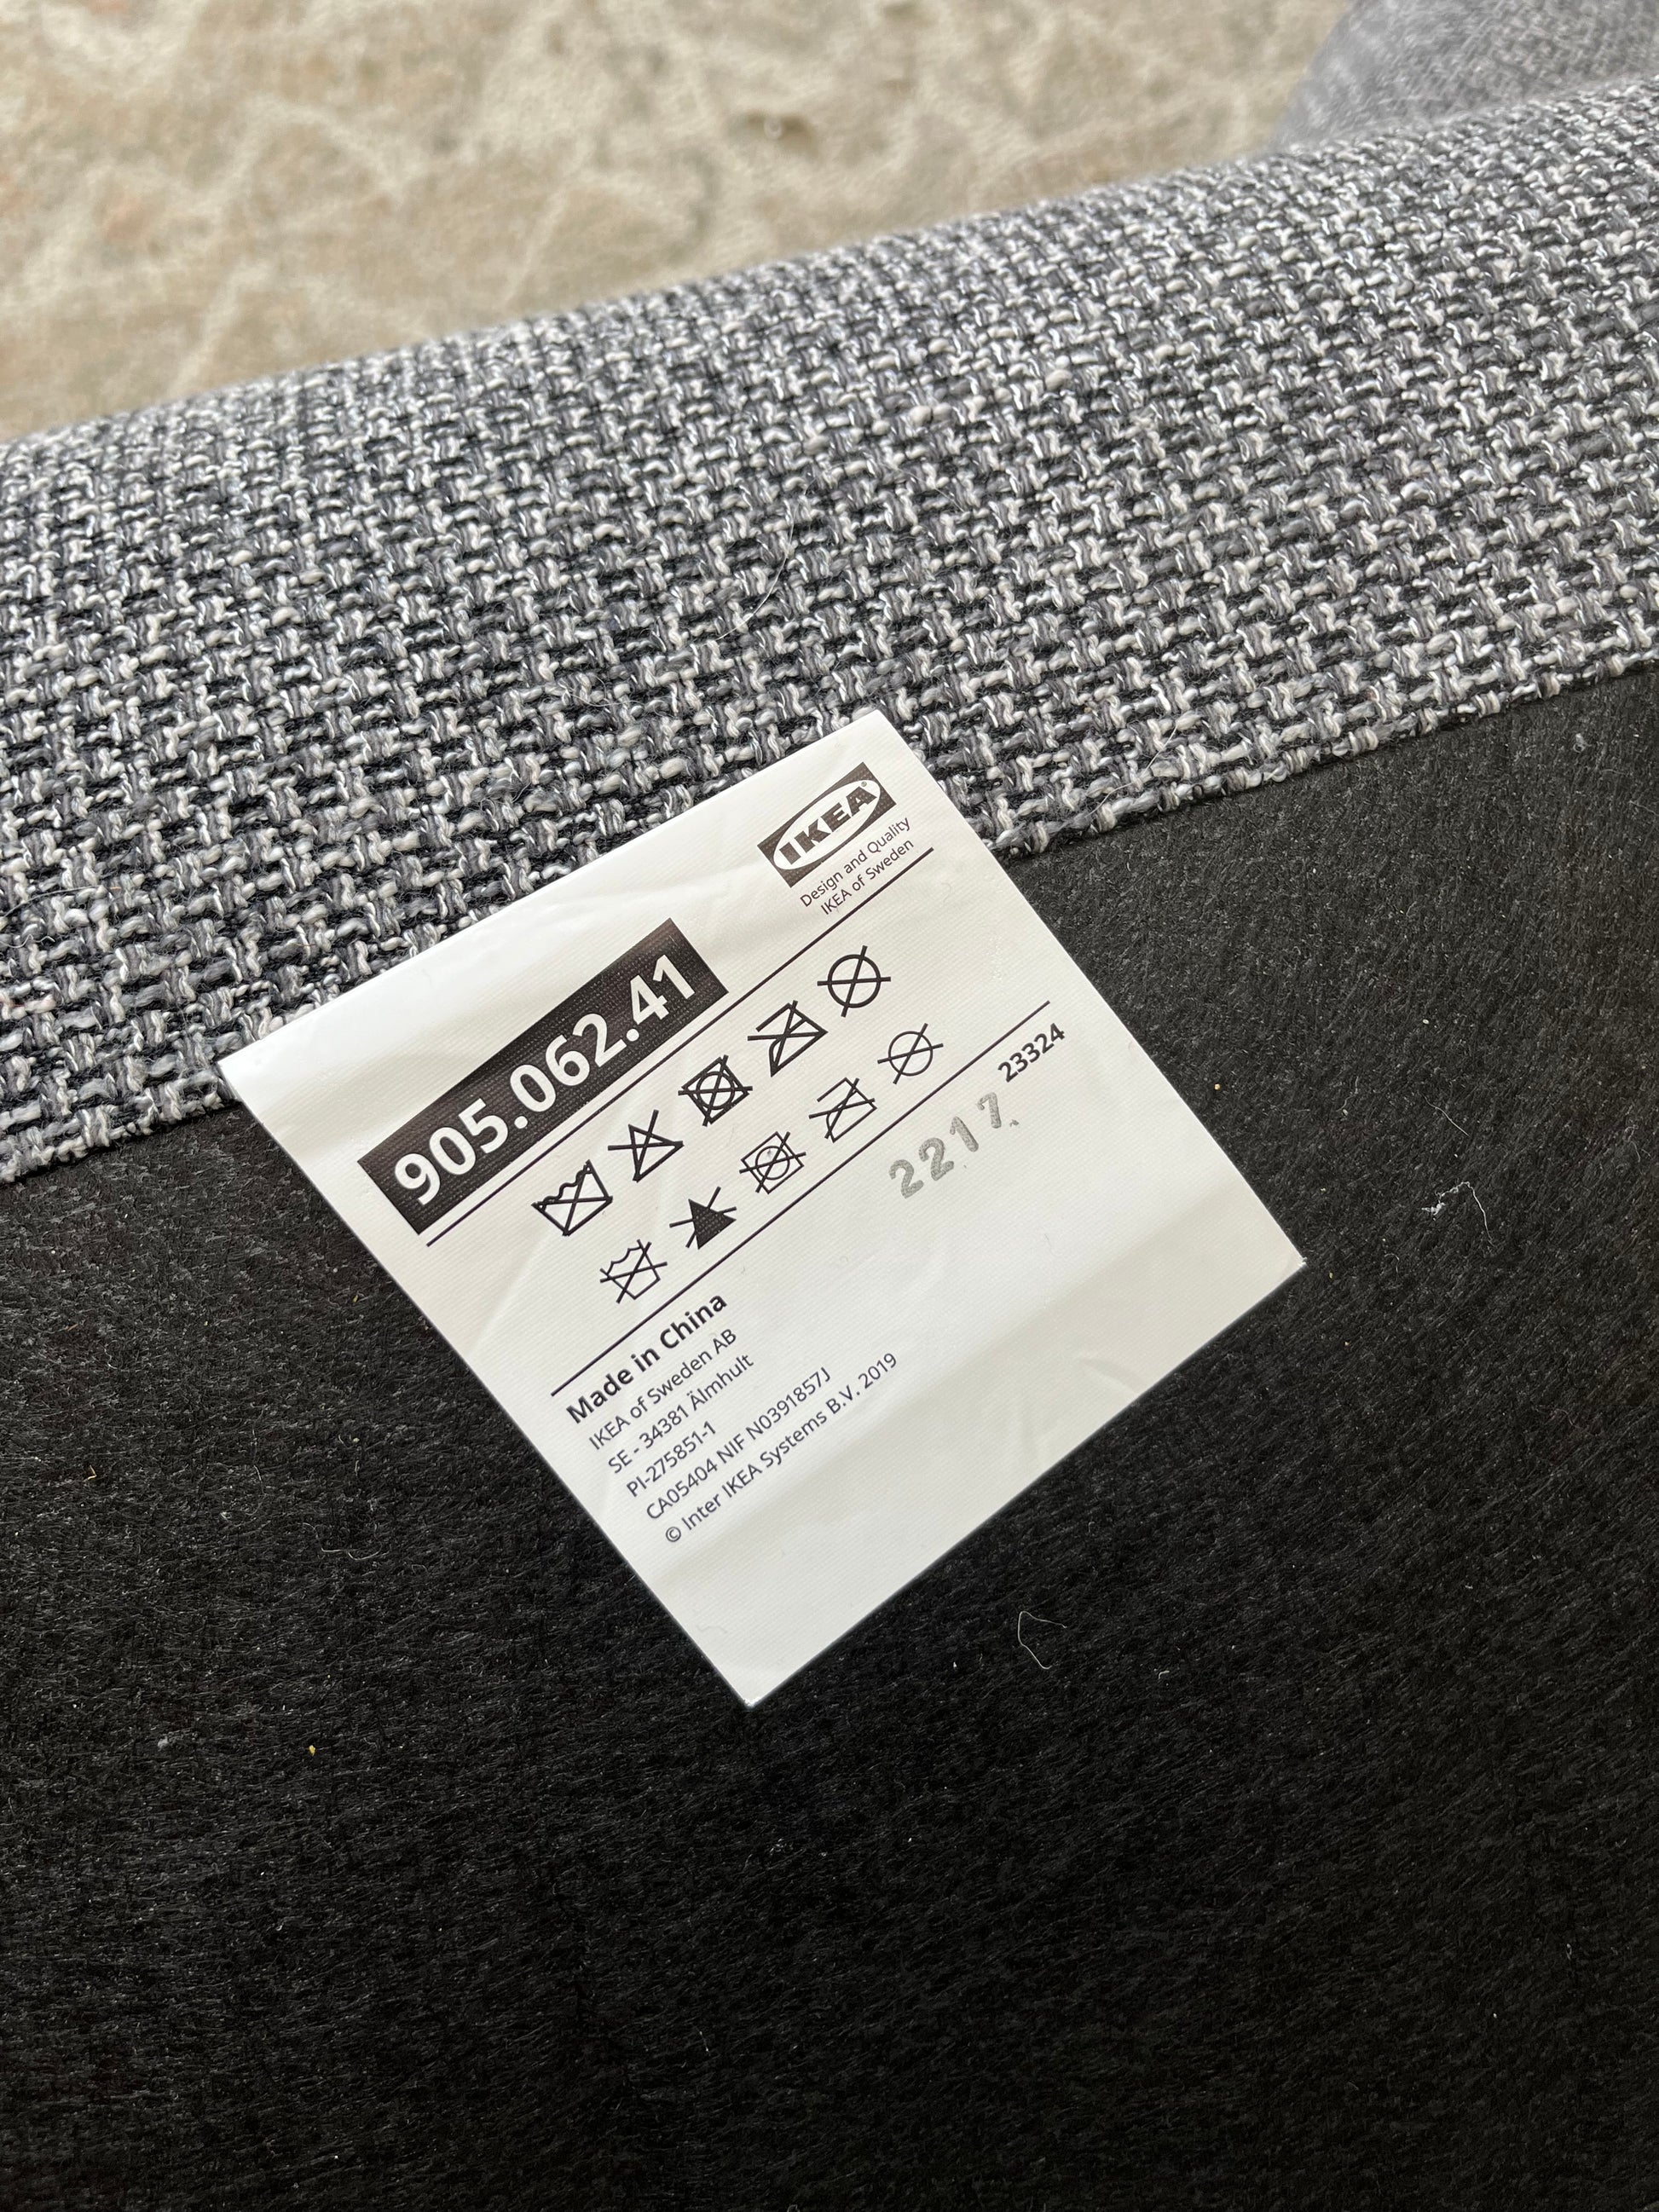 IKEA®
Design and Quality
IKEA of Sweden
905.062.41
23324
2217
Made in China
IKEA of Sweden AB
SE - 34381 Älmhult
PI-275851-1
CA05404 NIF N0391857J
© Inter IKEA Systems B.V. 2019